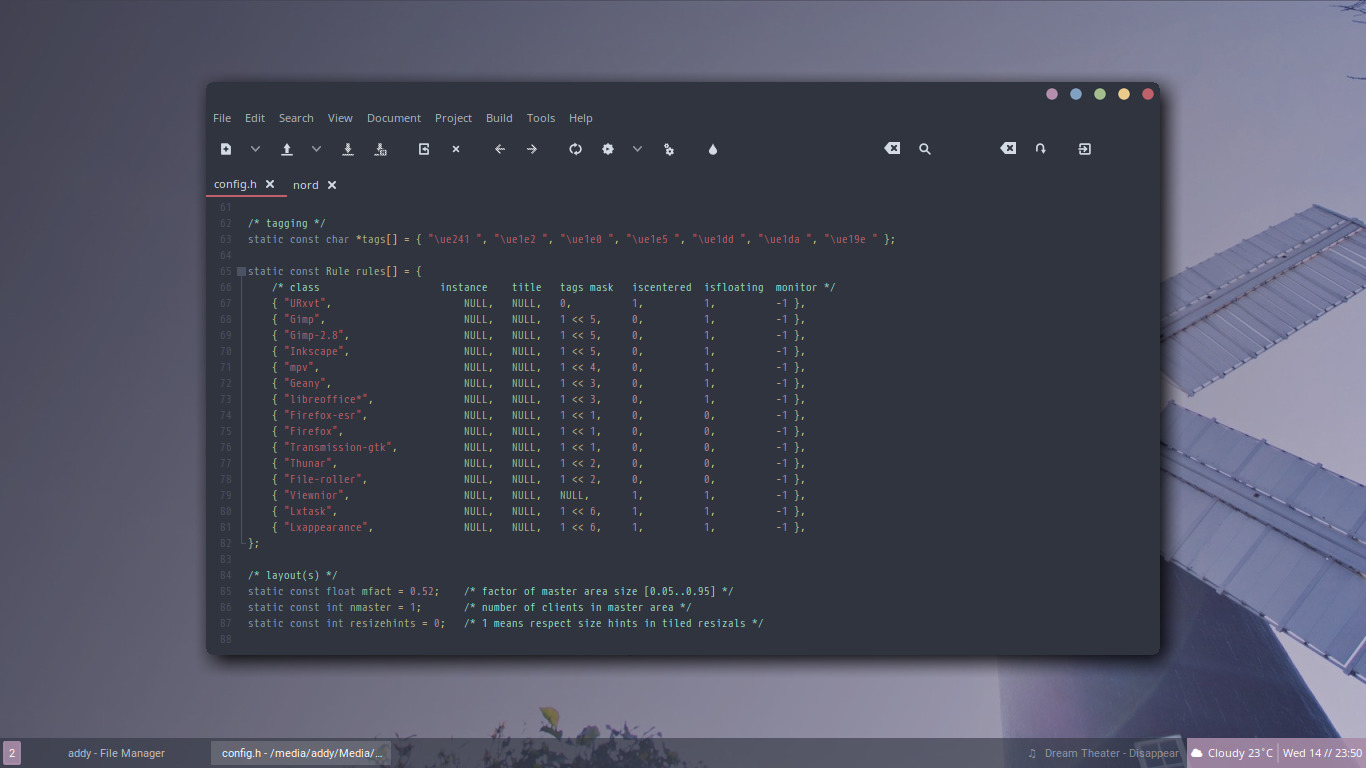 File Edit Search View Document Project Build Tools Help
config.h nord
61
62 /* tagging */
63 static const char *tags[] = { "\ue241 ", "\ue1e2 ", "\ue1e0 ", "\ue1e5 ", "\ue1dd ", "\ue1da ", "\ue19e " };
64
65 static const Rule rules[] = {
66 /* class instance title tags mask iscentered isfloating monitor */
67 { "URxvt", NULL, NULL, 0, 1, 1, -1 },
68 { "Gimp", NULL, NULL, 1 << 5, 0, 1, -1 },
69 { "Gimp-2.8", NULL, NULL, 1 << 5, 0, 1, -1 },
70 { "Inkscape", NULL, NULL, 1 << 5, 0, 1, -1 },
71 { "mpv", NULL, NULL, 1 << 4, 0, 1, -1 },
72 { "Geany", NULL, NULL, 1 << 3, 0, 1, -1 },
73 { "libreoffice*", NULL, NULL, 1 << 3, 0, 1, -1 },
74 { "Firefox-esr", NULL, NULL, 1 << 1, 0, 0, -1 },
75 { "Firefox", NULL, NULL, 1 << 1, 0, 0, -1 },
76 { "Transmission-gtk", NULL, NULL, 1 << 1, 0, 0, -1 },
77 { "Thunar", NULL, NULL, 1 << 2, 0, 0, -1 },
78 { "File-roller", NULL, NULL, 1 << 2, 0, 0, -1 },
79 { "Viewnior", NULL, NULL, NULL, 1, 1, -1 },
80 { "Lxtask", NULL, NULL, 1 << 6, 1, 1, -1 },
81 { "Lxappearance", NULL, NULL, 1 << 6, 1, 1, -1 },
82 };
83
84 /* layout(s) */
85 static const float mfact = 0.52; /* factor of master area size [0.05..0.95] */
86 static const int nmaster = 1; /* number of clients in master area */
87 static const int resizehints = 0; /* 1 means respect size hints in tiled resizals */
88
2 addy - File Manager config.h - /media/addy/Media/... ♫ Dream Theater - Disappear Cloudy 23°C Wed 14 // 23:50